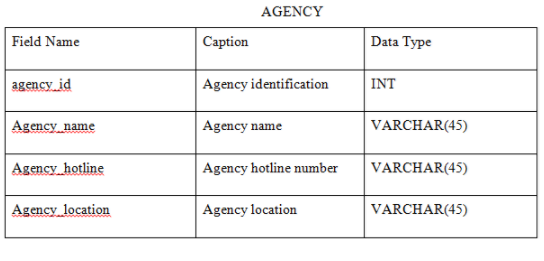 AGENCY
Field Name Caption Data Type
agency_id Agency identification INT
Agency_name Agency name VARCHAR(45)
Agency_hotline Agency hotline number VARCHAR(45)
Agency_location Agency location VARCHAR(45)